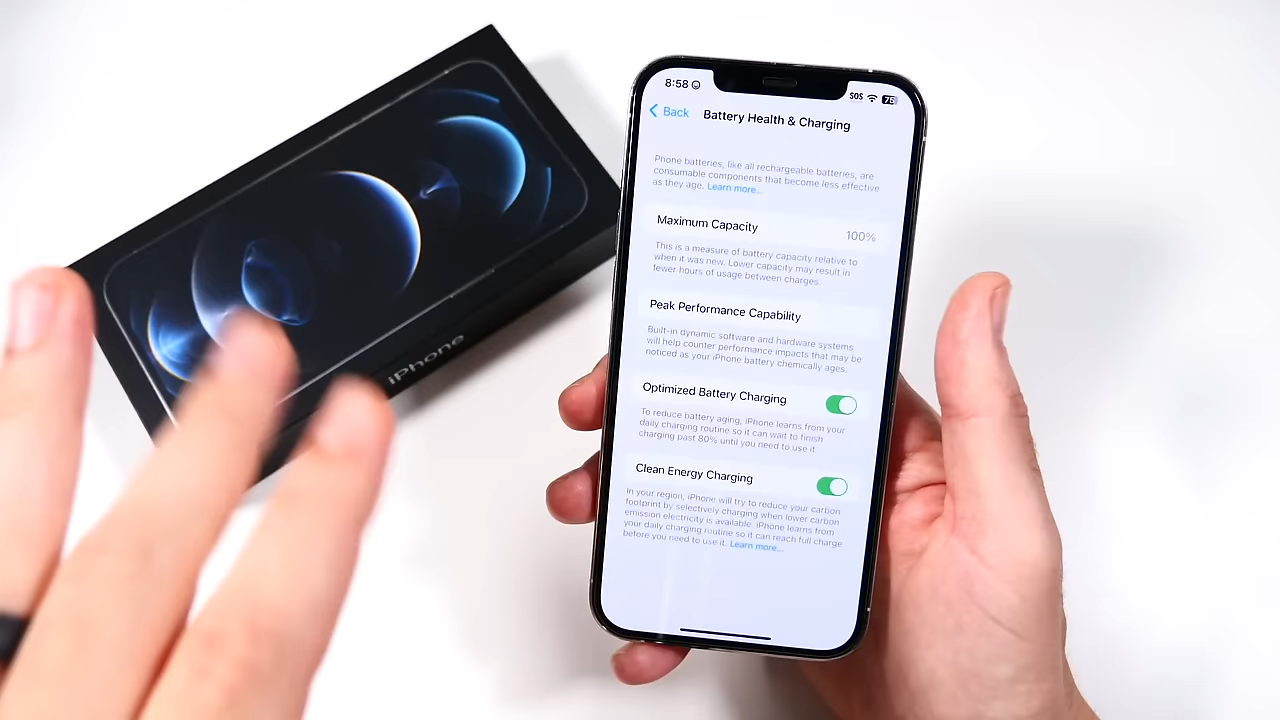 8:58
SOS 76
Back
Battery Health & Charging
Phone batteries, like all rechargeable batteries, are
consumable components that become less effective
as they age. Learn more...
Maximum Capacity
100%
This is a measure of battery capacity relative to
when it was new. Lower capacity may result in
fewer hours of usage between charges.
Peak Performance Capability
Built-in dynamic software and hardware systems
will help counter performance impacts that may be
noticed as your iPhone battery chemically ages.
Optimized Battery Charging
To reduce battery aging, iPhone learns from your
daily charging routine so it can wait to finish
charging past 80% until you need to use it.
Clean Energy Charging
In your region, iPhone will try to reduce your carbon
footprint by selectively charging when lower carbon
emission electricity is available. iPhone learns from
your daily charging routine so it can reach full charge
before you need to use it. Learn more...
iPhone